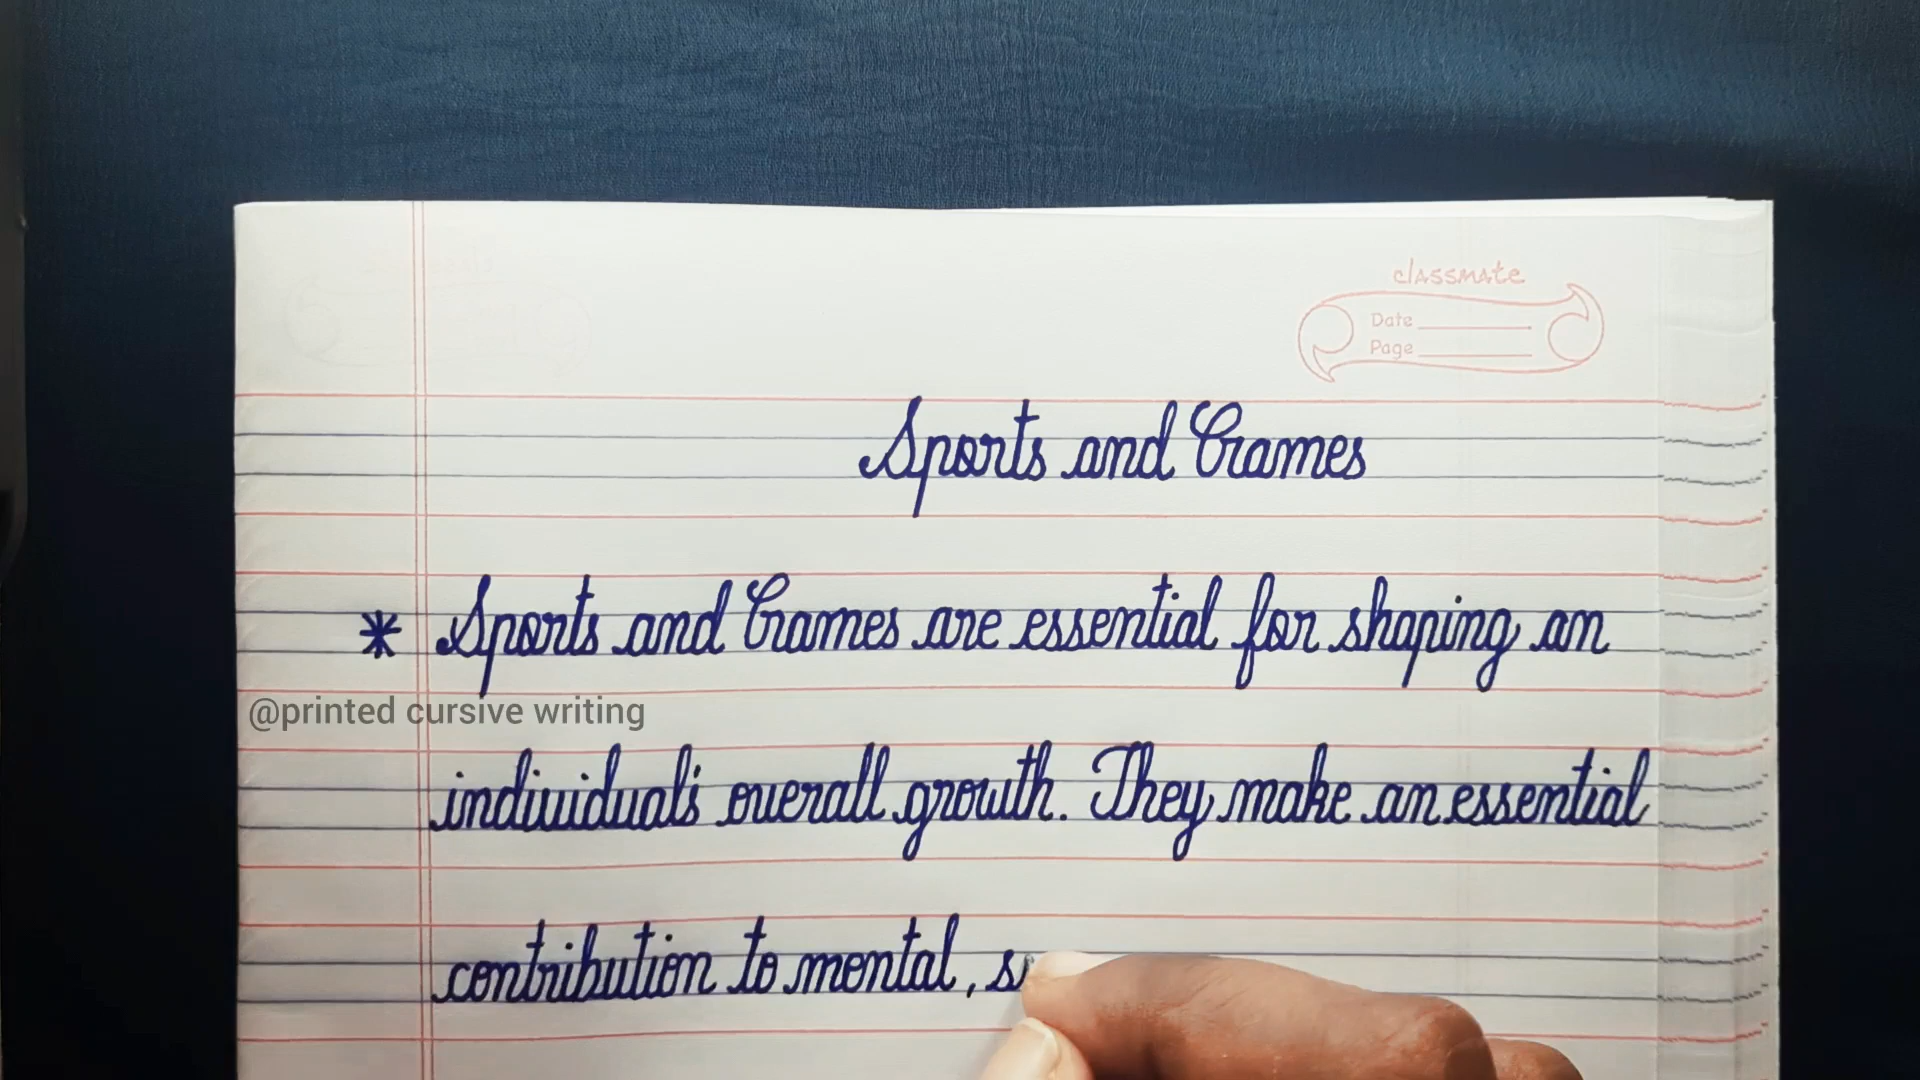 classmate
Date
Page
Sports and Games
* Sports and Games are essential for shaping an
@printed cursive writing
individual's overall growth. They make an essential
contribution to mental, s